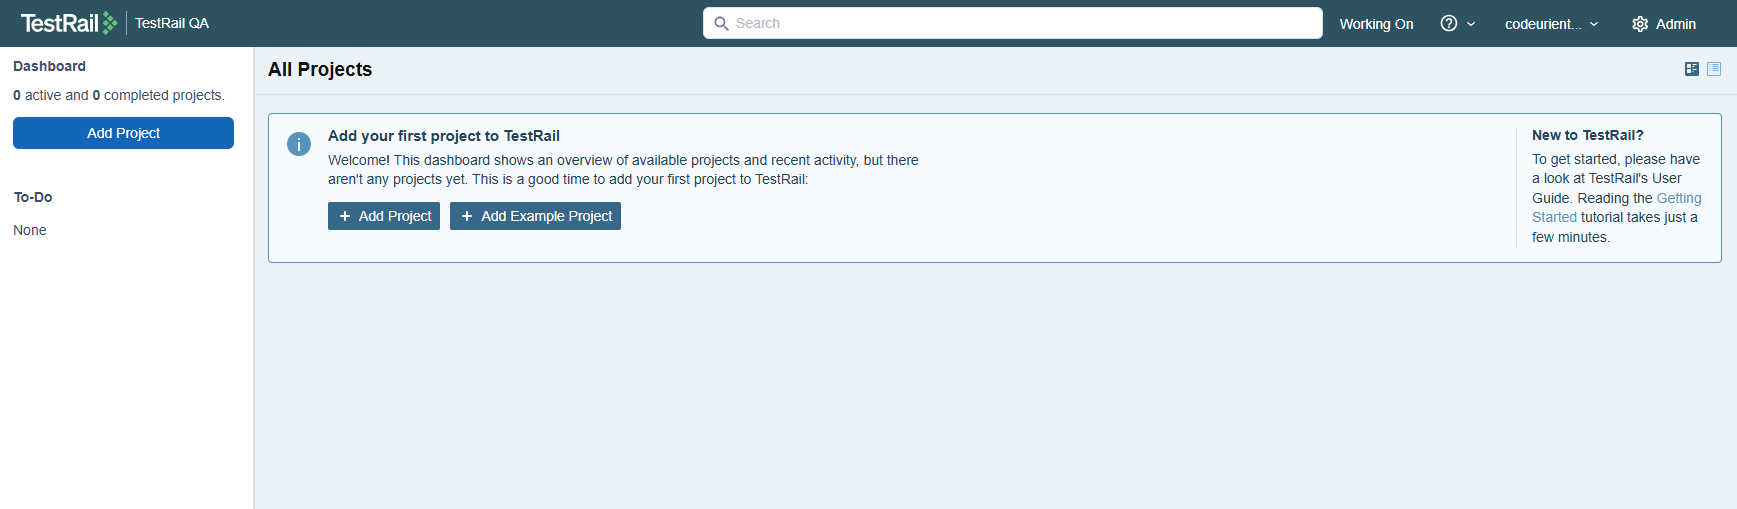 TestRail TestRail QA Search Working On codeurient... Admin
Dashboard
0 active and 0 completed projects.
Add Project
To-Do
None
All Projects
Add your first project to TestRail
Welcome! This dashboard shows an overview of available projects and recent activity, but there
aren't any projects yet. This is a good time to add your first project to TestRail:
+ Add Project + Add Example Project
New to TestRail?
To get started, please have
a look at TestRail's User
Guide. Reading the Getting
Started tutorial takes just a
few minutes.